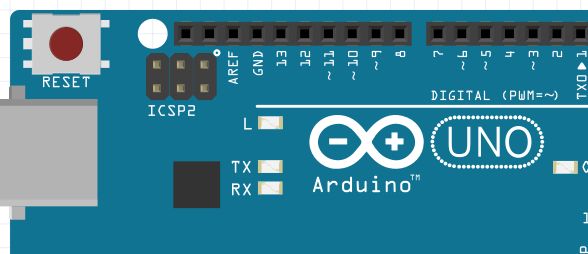 RESET
ICSP2
AREF
GND
13
12
~11
~10
~9
8
7
~6
~5
4
~3
2
TXO▶1
DIGITAL (PWM=~)
L
TX
RX
UNO
Arduino™